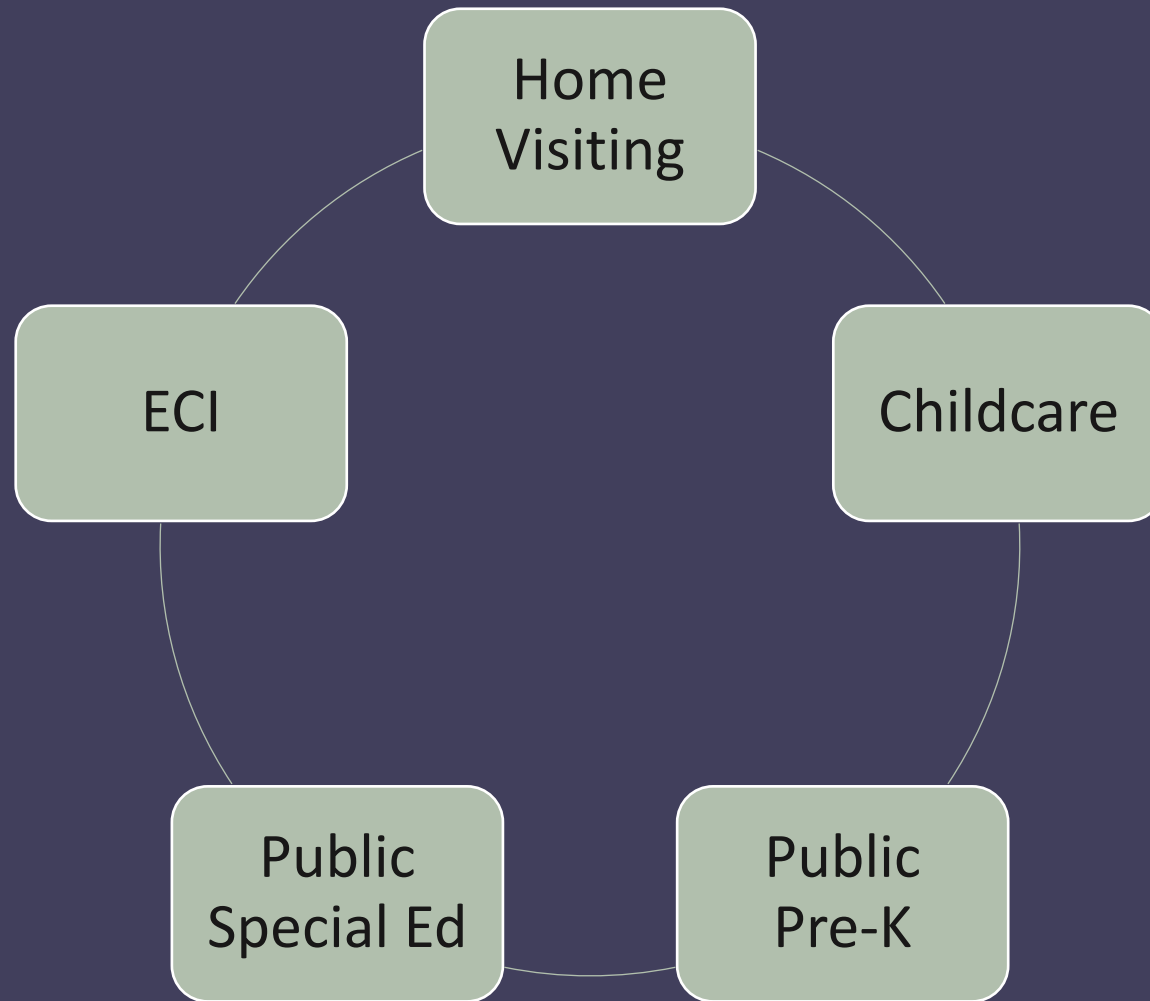 Home
Visiting
ECI
Childcare
Public
Special Ed
Public
Pre-K